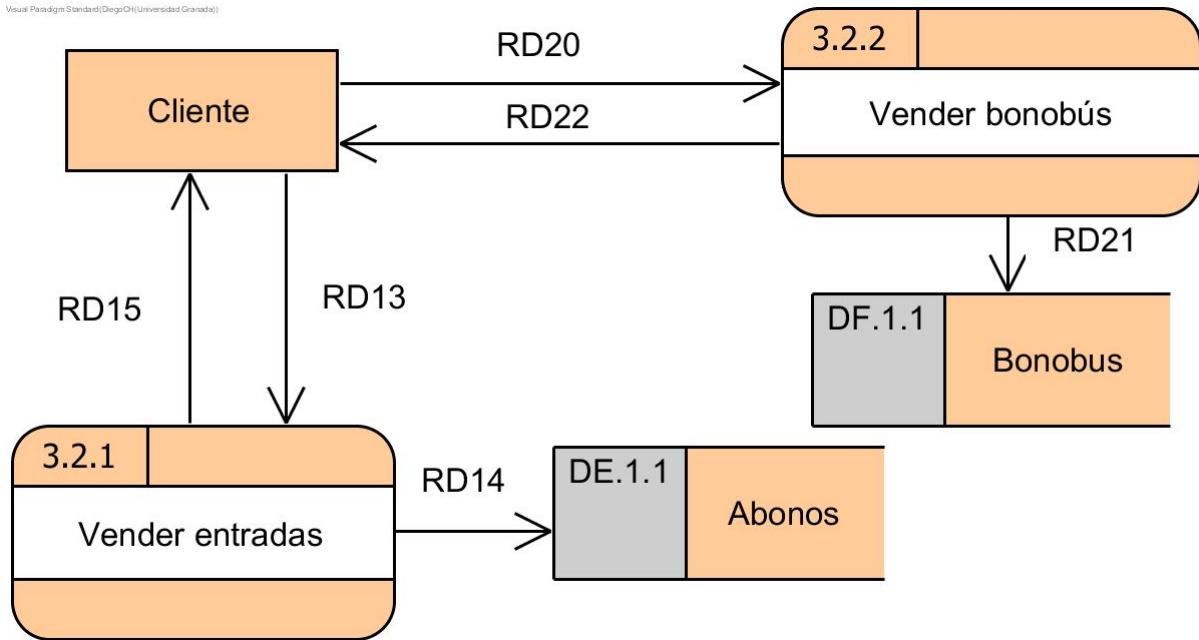 Visual Paradigm Standard(DiegoCH(Universidad Granada))
RD20
3.2.2
Cliente
RD22
Vender bonobús
RD21
RD15
RD13
DF.1.1
Bonobus
3.2.1
RD14
DE.1.1
Vender entradas
Abonos